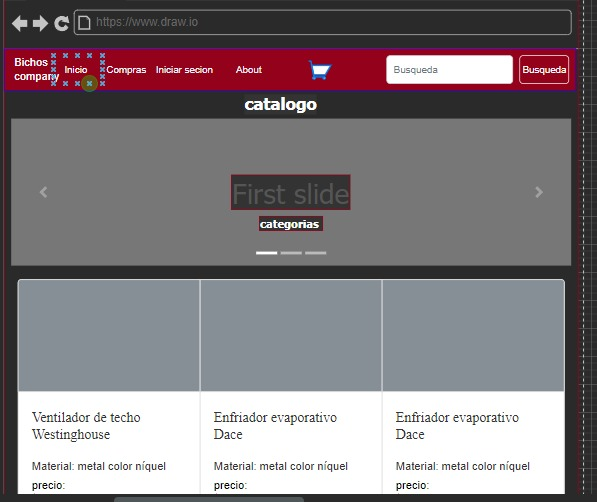 https://www.draw.io
Bichos company Inicio Compras Iniciar secion About Busqueda Busqueda
catalogo
First slide
categorias
Ventilador de techo Westinghouse
Material: metal color níquel
precio:
Enfriador evaporativo Dace
Material: metal color níquel
precio:
Enfriador evaporativo Dace
Material: metal color níquel
precio: